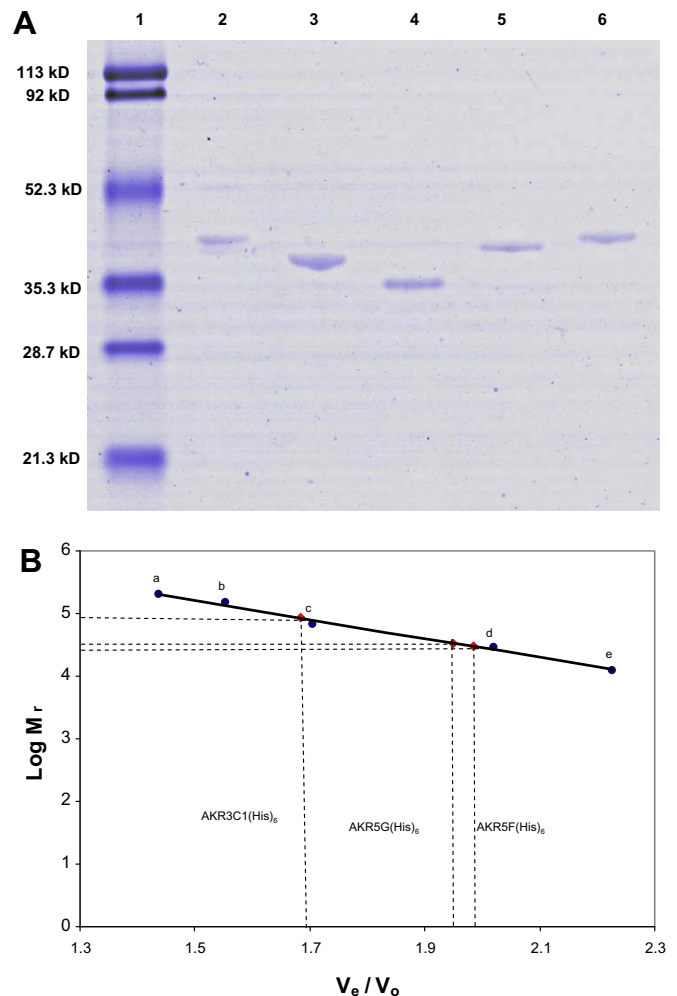 A
1 2 3 4 5 6
113 kD
92 kD
52.3 kD
35.3 kD
28.7 kD
21.3 kD
B
6
5
4
3
2
1
0
Log M r
a
b
c
d
e
AKR3C1(His)6
AKR5G(His)6
AKR5F(His)6
1.3 1.5 1.7 1.9 2.1 2.3
Ve / Vo